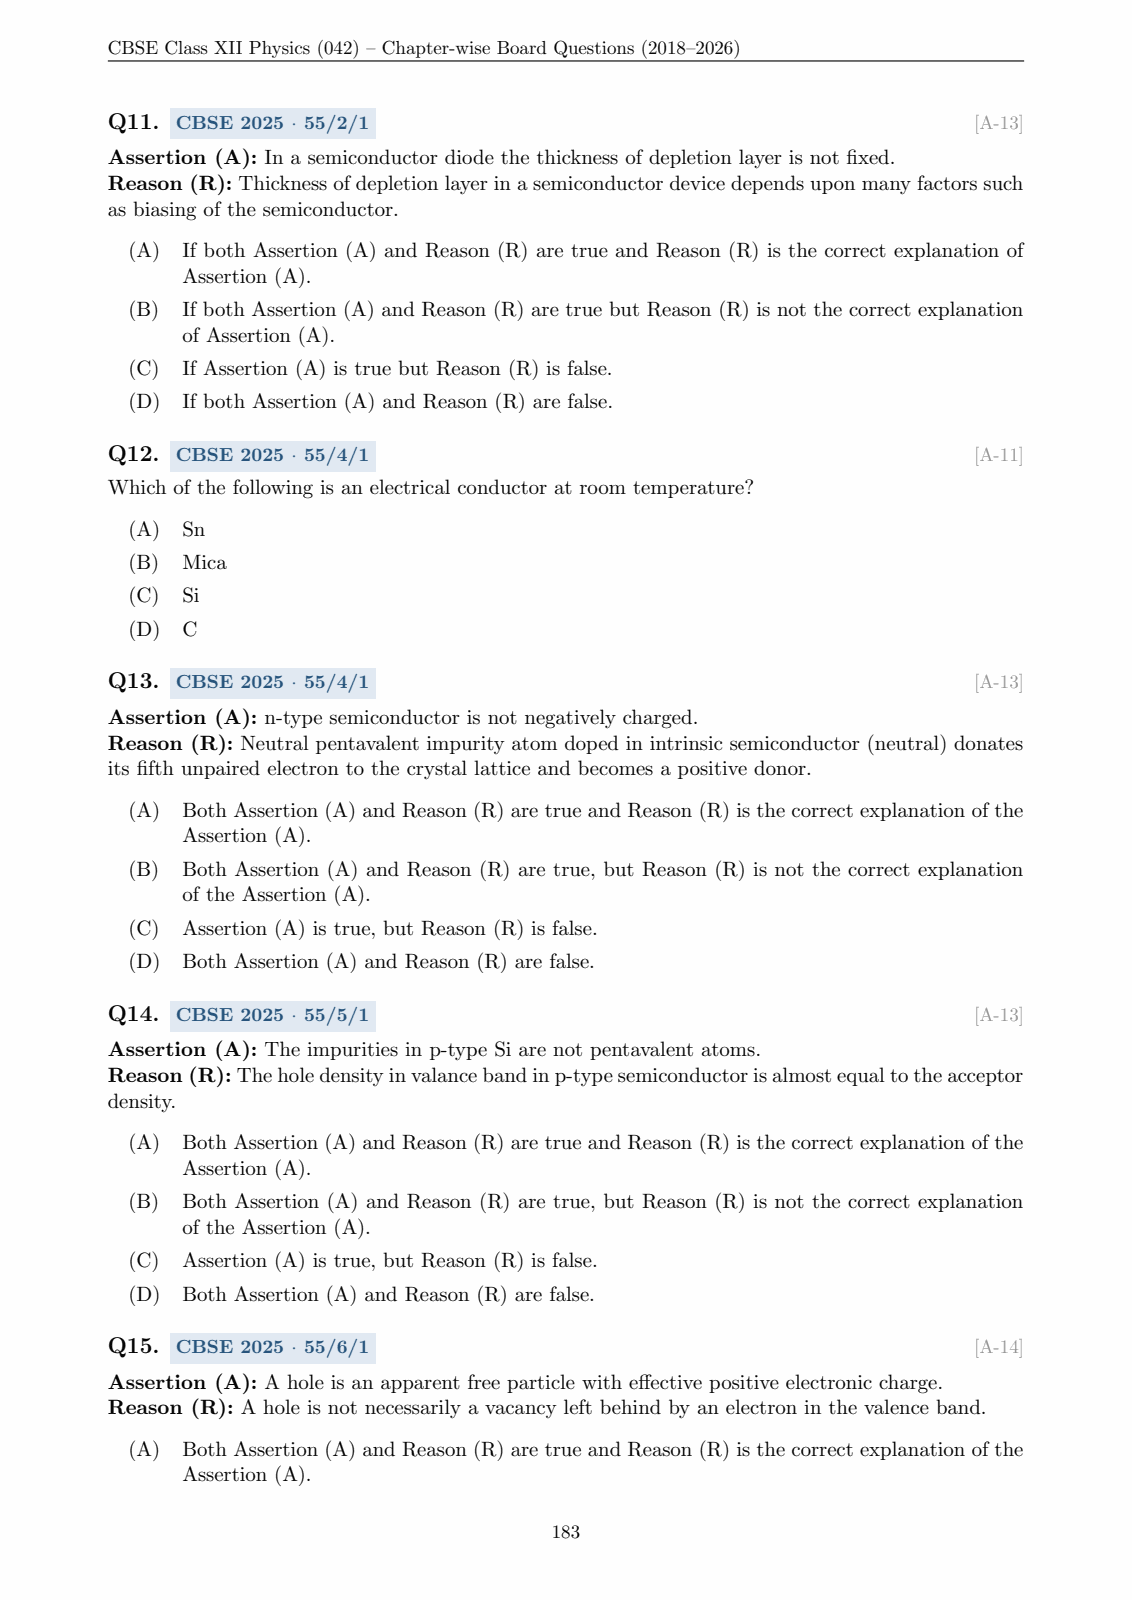 CBSE Class XII Physics (042) – Chapter-wise Board Questions (2018–2026)
Q11. CBSE 2025 · 55/2/1 [A-13]
Assertion (A): In a semiconductor diode the thickness of depletion layer is not fixed.
Reason (R): Thickness of depletion layer in a semiconductor device depends upon many factors such
as biasing of the semiconductor.
(A) If both Assertion (A) and Reason (R) are true and Reason (R) is the correct explanation of
Assertion (A).
(B) If both Assertion (A) and Reason (R) are true but Reason (R) is not the correct explanation
of Assertion (A).
(C) If Assertion (A) is true but Reason (R) is false.
(D) If both Assertion (A) and Reason (R) are false.
Q12. CBSE 2025 · 55/4/1 [A-11]
Which of the following is an electrical conductor at room temperature?
(A) Sn
(B) Mica
(C) Si
(D) C
Q13. CBSE 2025 · 55/4/1 [A-13]
Assertion (A): n-type semiconductor is not negatively charged.
Reason (R): Neutral pentavalent impurity atom doped in intrinsic semiconductor (neutral) donates
its fifth unpaired electron to the crystal lattice and becomes a positive donor.
(A) Both Assertion (A) and Reason (R) are true and Reason (R) is the correct explanation of the
Assertion (A).
(B) Both Assertion (A) and Reason (R) are true, but Reason (R) is not the correct explanation
of the Assertion (A).
(C) Assertion (A) is true, but Reason (R) is false.
(D) Both Assertion (A) and Reason (R) are false.
Q14. CBSE 2025 · 55/5/1 [A-13]
Assertion (A): The impurities in p-type Si are not pentavalent atoms.
Reason (R): The hole density in valance band in p-type semiconductor is almost equal to the acceptor
density.
(A) Both Assertion (A) and Reason (R) are true and Reason (R) is the correct explanation of the
Assertion (A).
(B) Both Assertion (A) and Reason (R) are true, but Reason (R) is not the correct explanation
of the Assertion (A).
(C) Assertion (A) is true, but Reason (R) is false.
(D) Both Assertion (A) and Reason (R) are false.
Q15. CBSE 2025 · 55/6/1 [A-14]
Assertion (A): A hole is an apparent free particle with effective positive electronic charge.
Reason (R): A hole is not necessarily a vacancy left behind by an electron in the valence band.
(A) Both Assertion (A) and Reason (R) are true and Reason (R) is the correct explanation of the
Assertion (A).
183